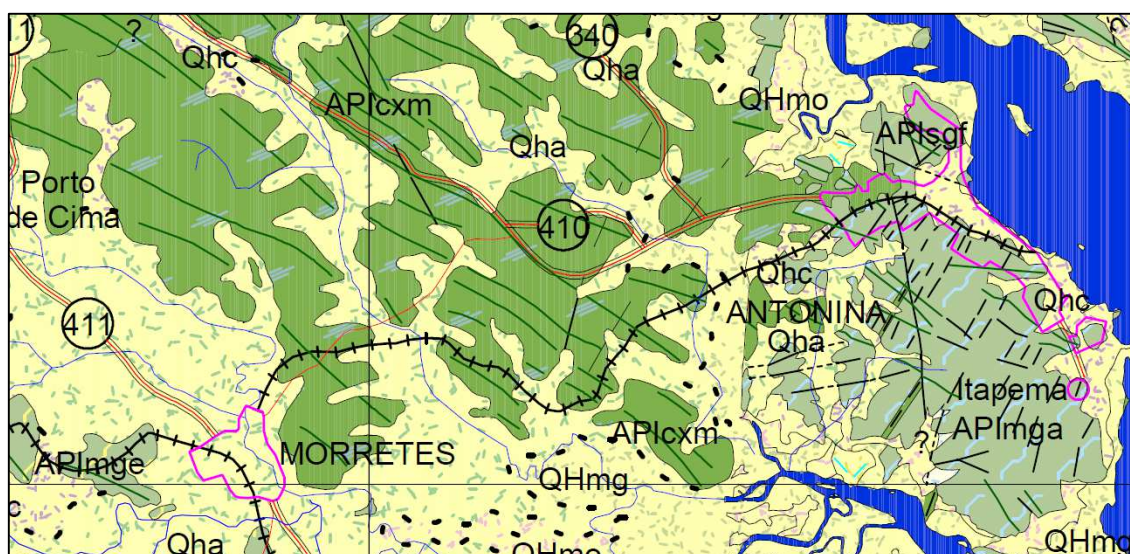 11
?
Qhc
340
Qha
APIcxm
QHmo
APIsgf
Qha
Porto
de Cima
410
Qhc
411
ANTONINA
Qha
Qhc
Itapema
APImga
APIcxm
?
MORRETES
APImge
QHmg
c
Qha
QHmo
QHmg